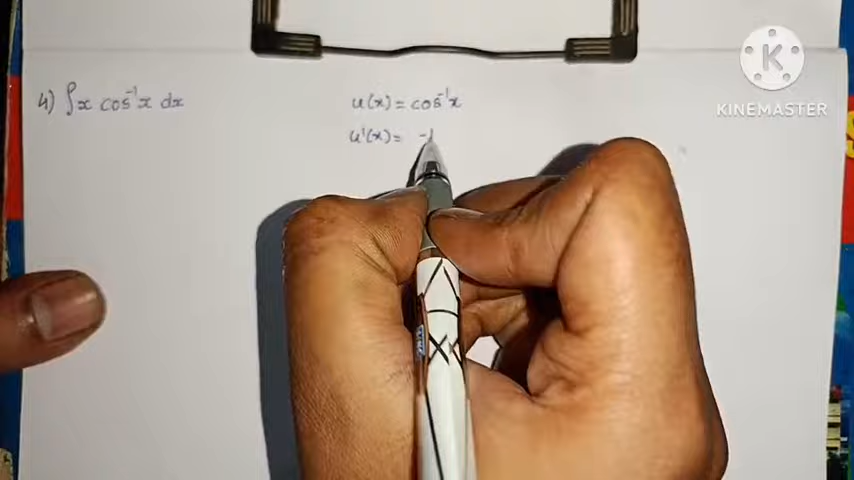 4) ∫x cos⁻¹x dx
u(x) = cos⁻¹x
u'(x) = -1
KINEMASTER